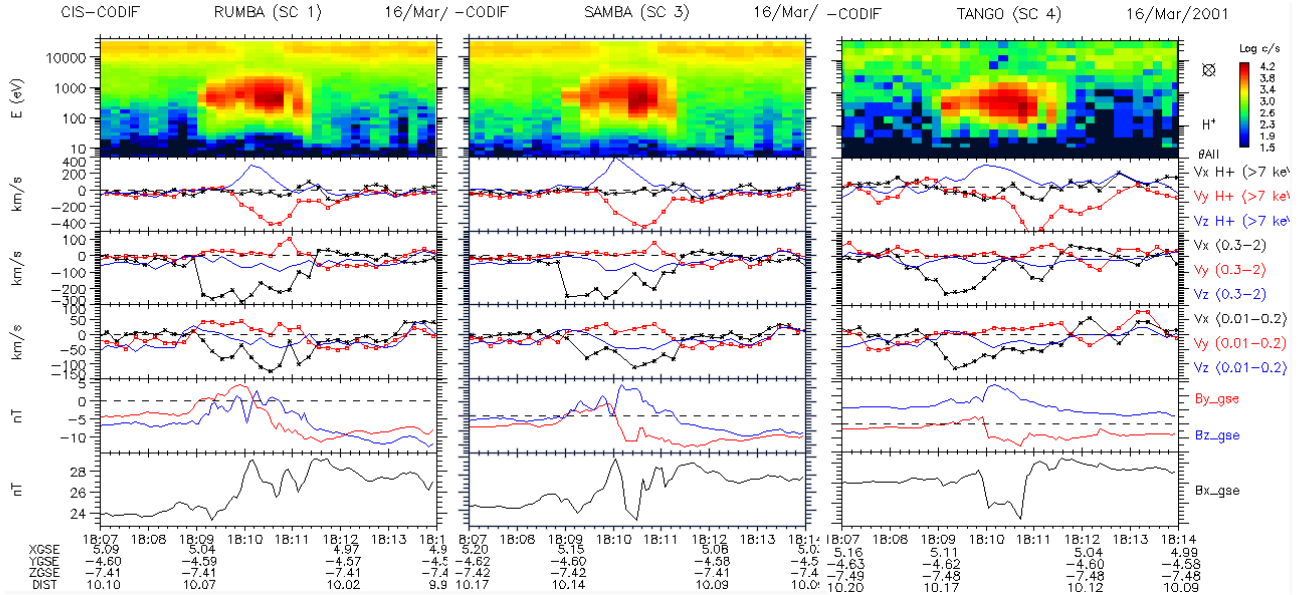 CIS-CODIF RUMBA (SC 1) 16/Mar/ -CODIF SAMBA (SC 3) 16/Mar/ -CODIF TANGO (SC 4) 16/Mar/2001
E (eV) 10000 1000 100 10
Log c/s
4.2
3.8
3.4
3.0
2.6
2.3
1.9
1.5
H+
θAll
km/s 400 200 0 -200 -400
Vx H+ (>7 keV
Vy H+ (>7 keV
Vz H+ (>7 keV
km/s 100 0 -100 -200 -300
Vx (0.3-2)
Vy (0.3-2)
Vz (0.3-2)
km/s 100 50 0 -50 -100 -150
Vx (0.01-0.2)
Vy (0.01-0.2)
Vz (0.01-0.2)
nT 5 0 -10
By_gse
Bz_gse
nT 28 26 24
Bx_gse
18:07 18:08 18:09 18:10 18:11 18:12 18:13 18:1 18:07 18:08 18:09 18:10 18:11 18:12 18:13 18:14 18:07 18:08 18:09 18:10 18:11 18:12 18:13 18:14
XGSE 5.09 5.04 4.97 4.9 5.20 5.15 5.06 5.0 5.16 5.11 5.04 4.99
YGSE -4.60 -4.59 -4.57 -4.5 -4.62 -4.60 -4.59 -4.5 -4.63 -4.62 -4.60 -4.58
ZGSE -7.41 -7.41 -7.41 -7.4 -7.42 -7.42 -7.41 -7.4 -7.49 -7.48 -7.48 -7.48
DIST 10.10 10.07 10.02 9.9 10.17 10.14 10.09 10.0 10.20 10.17 10.12 10.09